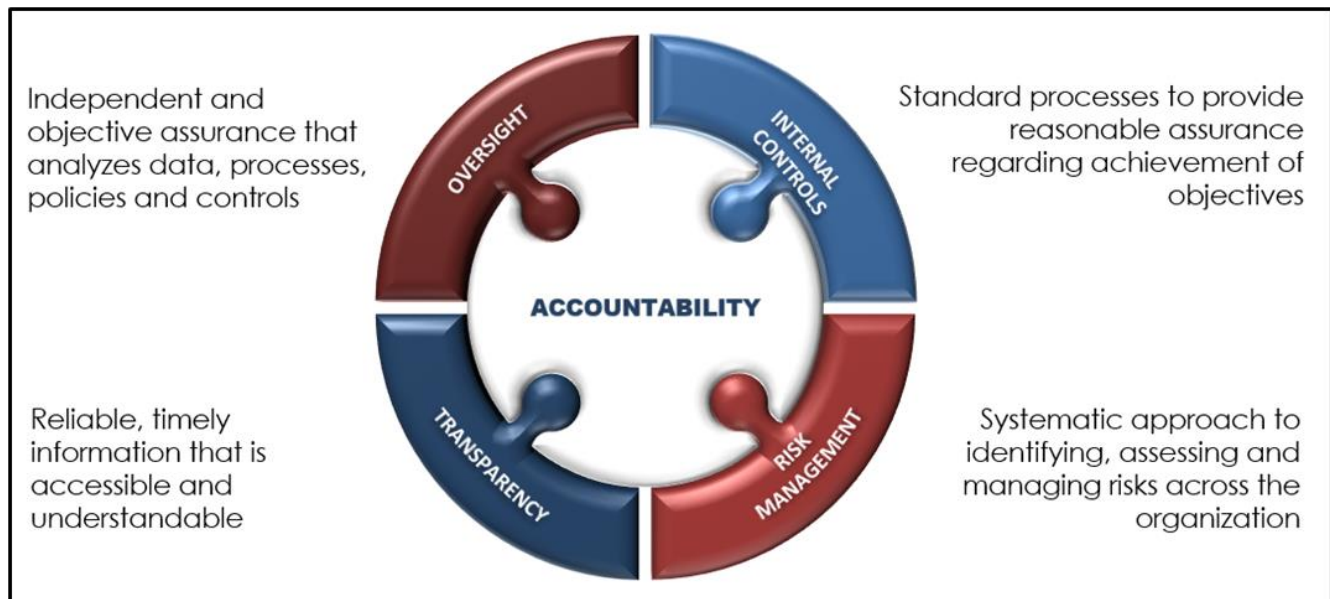 Independent and
objective assurance that
analyzes data, processes,
policies and controls
OVERSIGHT
INTERNAL
CONTROLS
Standard processes to provide
reasonable assurance
regarding achievement of
objectives
ACCOUNTABILITY
Reliable, timely
information that is
accessible and
understandable
TRANSPARENCY
RISK
MANAGEMENT
Systematic approach to
identifying, assessing and
managing risks across the
organization